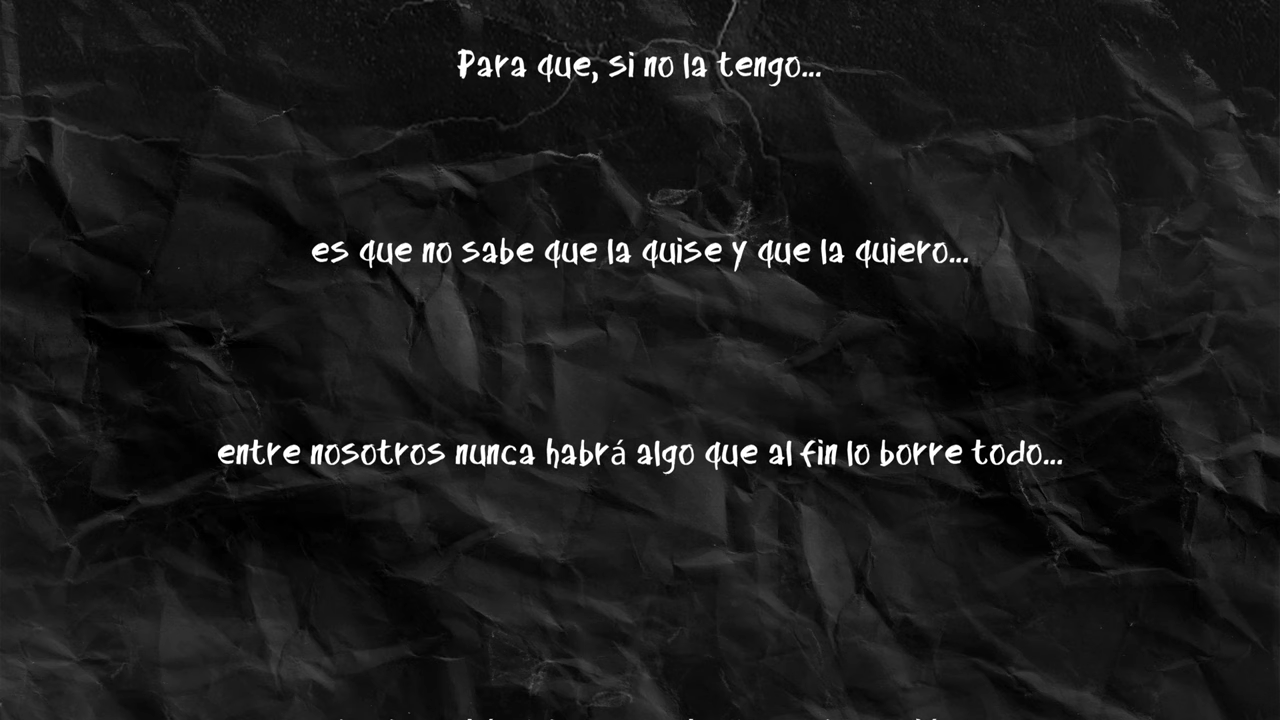 Para que, si no la tengo...
es que no sabe que la quise y que la quiero...
entre nosotros nunca habrá algo que al fin lo borre todo...